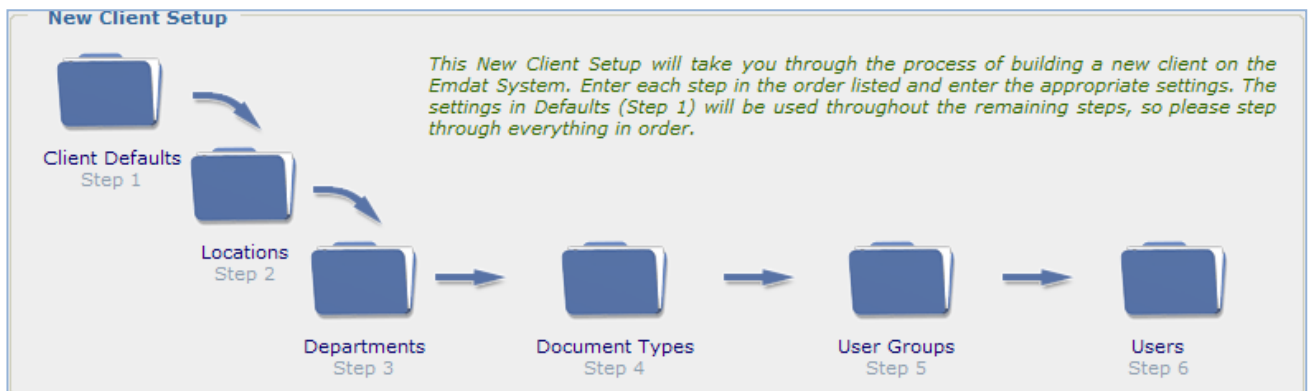 New Client Setup
This New Client Setup will take you through the process of building a new client on the
Emdat System. Enter each step in the order listed and enter the appropriate settings. The
settings in Defaults (Step 1) will be used throughout the remaining steps, so please step
through everything in order.
Client Defaults
Step 1
Locations
Step 2
Departments
Step 3
Document Types
Step 4
User Groups
Step 5
Users
Step 6